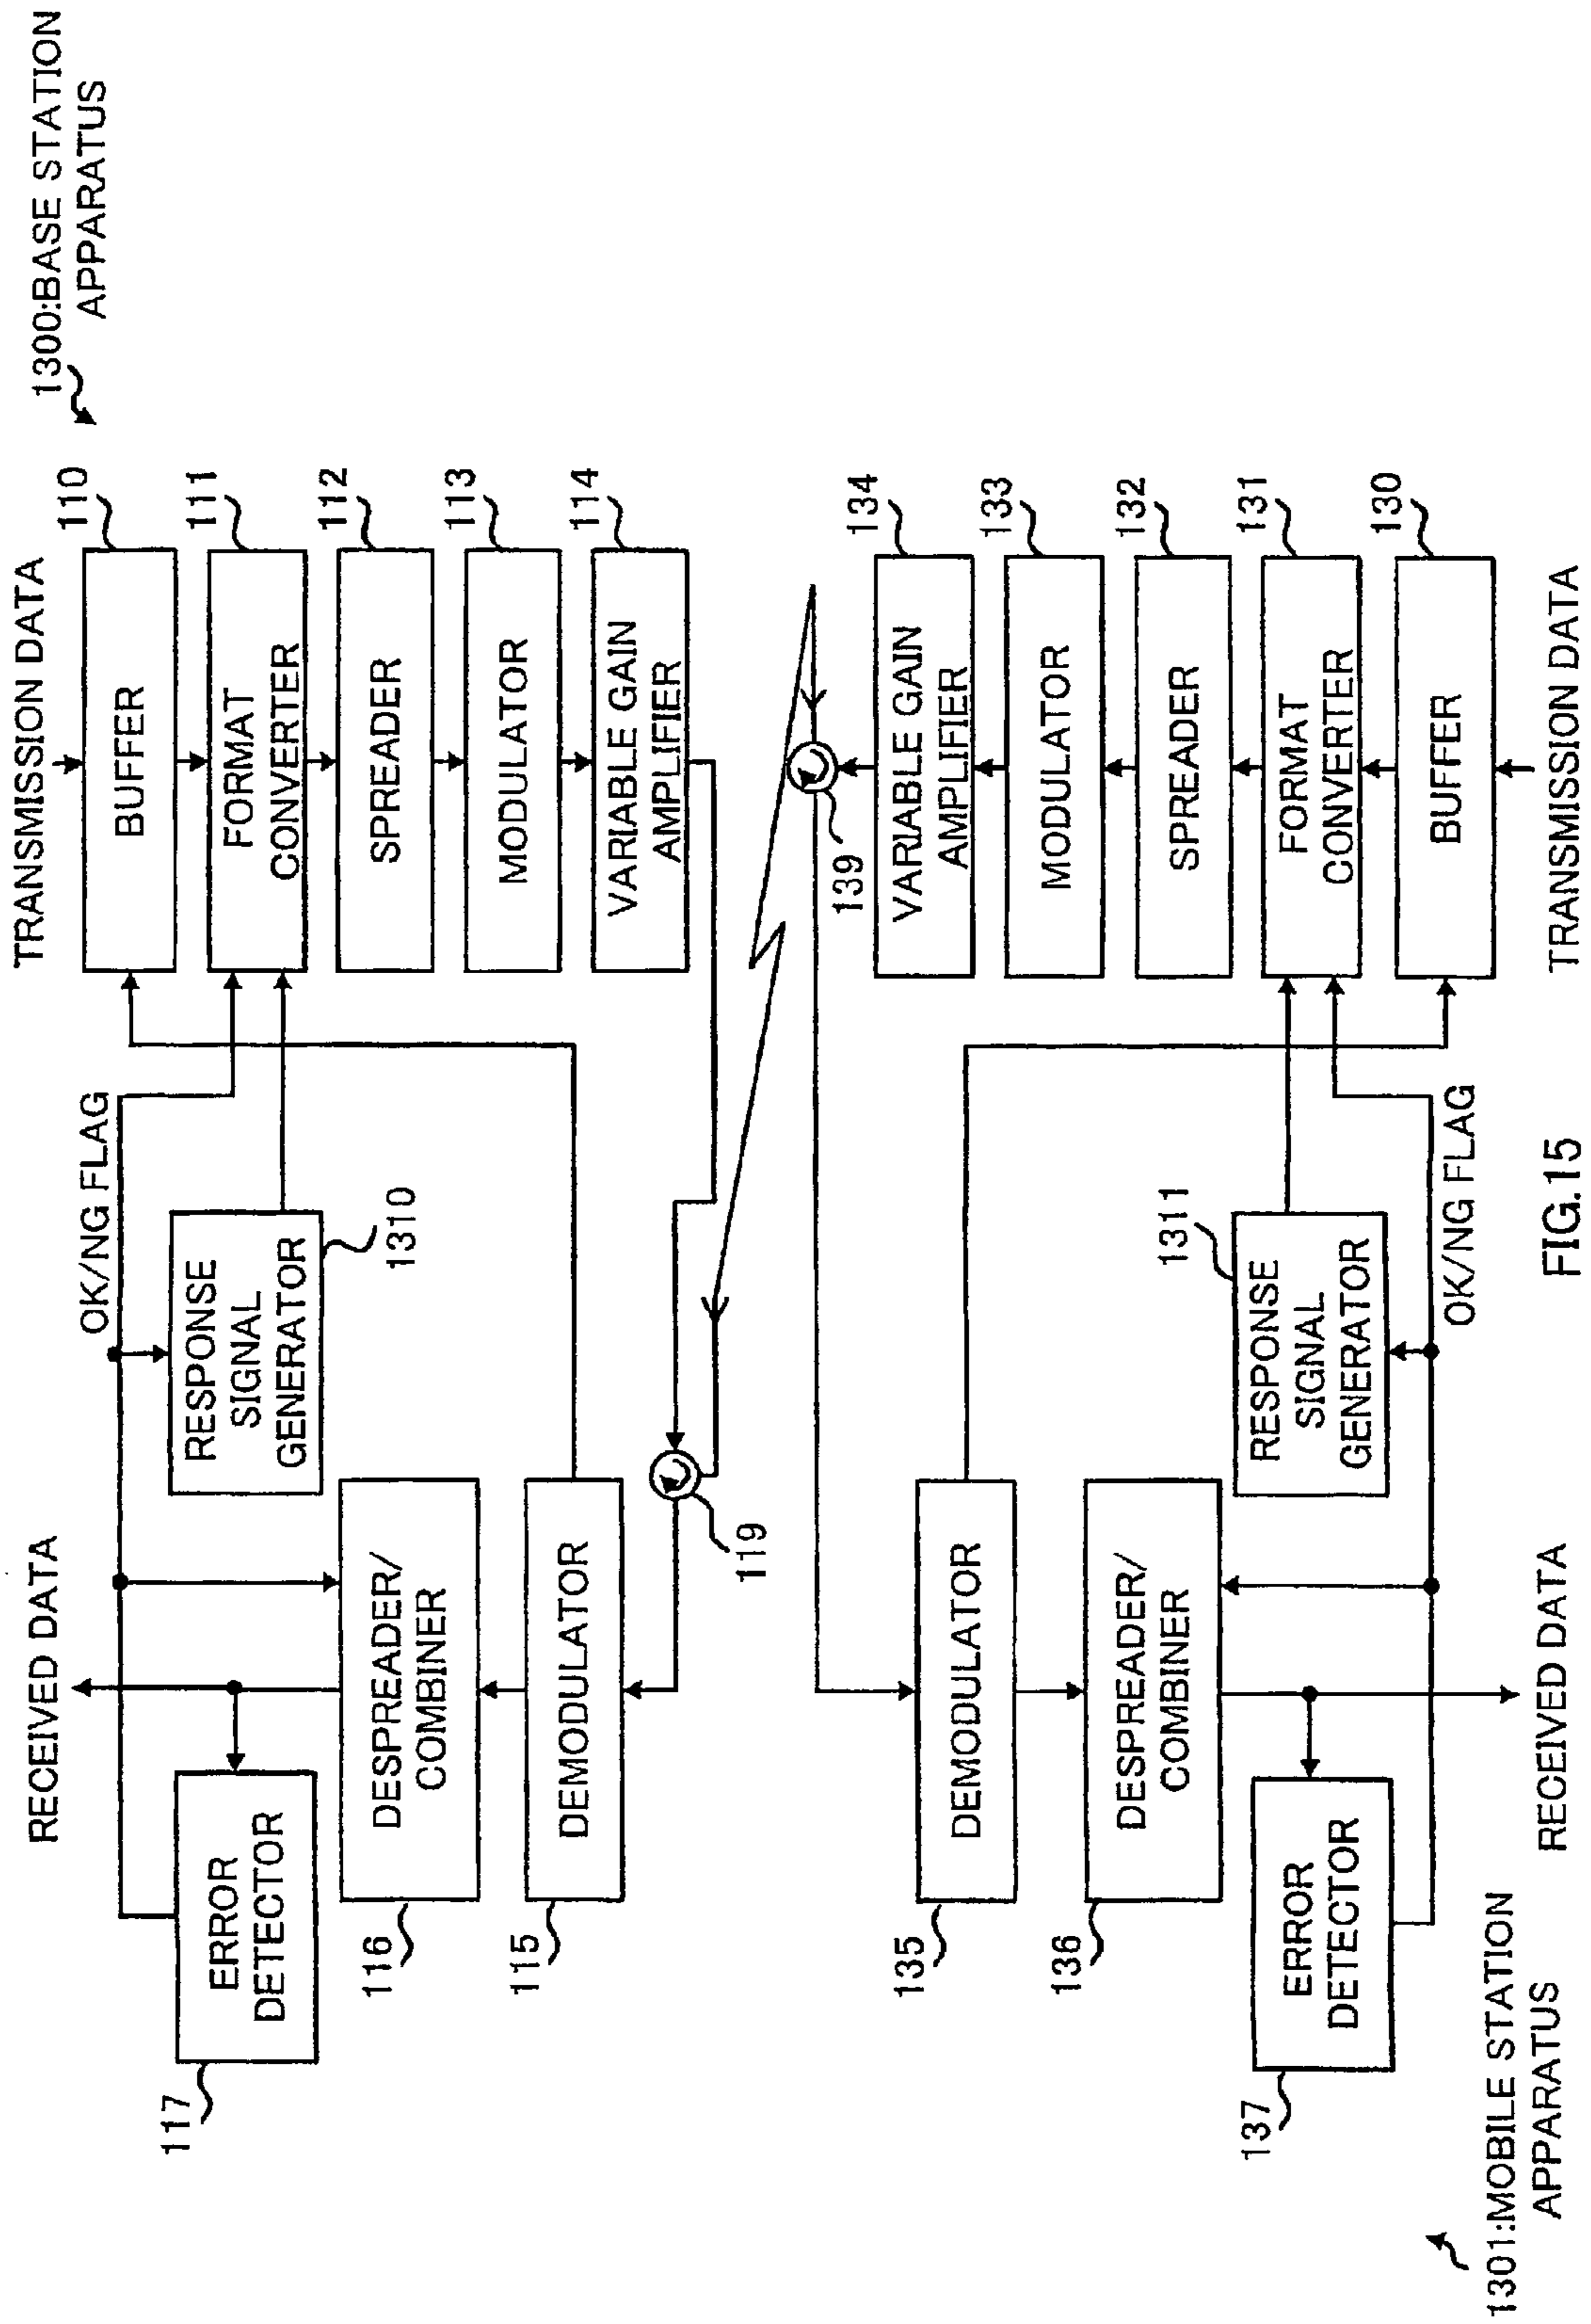 1300:BASE STATION
APPARATUS
TRANSMISSION DATA
110
BUFFER
111
FORMAT
CONVERTER
112
SPREADER
113
MODULATOR
114
VARIABLE GAIN
AMPLIFIER
OK/NG FLAG
RESPONSE
SIGNAL
GENERATOR
1310
RECEIVED DATA
ERROR
DETECTOR
117
DESPREADER/
COMBINER
116
DEMODULATOR
115
119
139
134
VARIABLE GAIN
AMPLIFIER
133
MODULATOR
132
SPREADER
131
FORMAT
CONVERTER
130
BUFFER
TRANSMISSION DATA
1311
RESPONSE
SIGNAL
GENERATOR
OK/NG FLAG
DEMODULATOR
135
DESPREADER/
COMBINER
136
ERROR
DETECTOR
137
RECEIVED DATA
1301:MOBILE STATION
APPARATUS
FIG.15